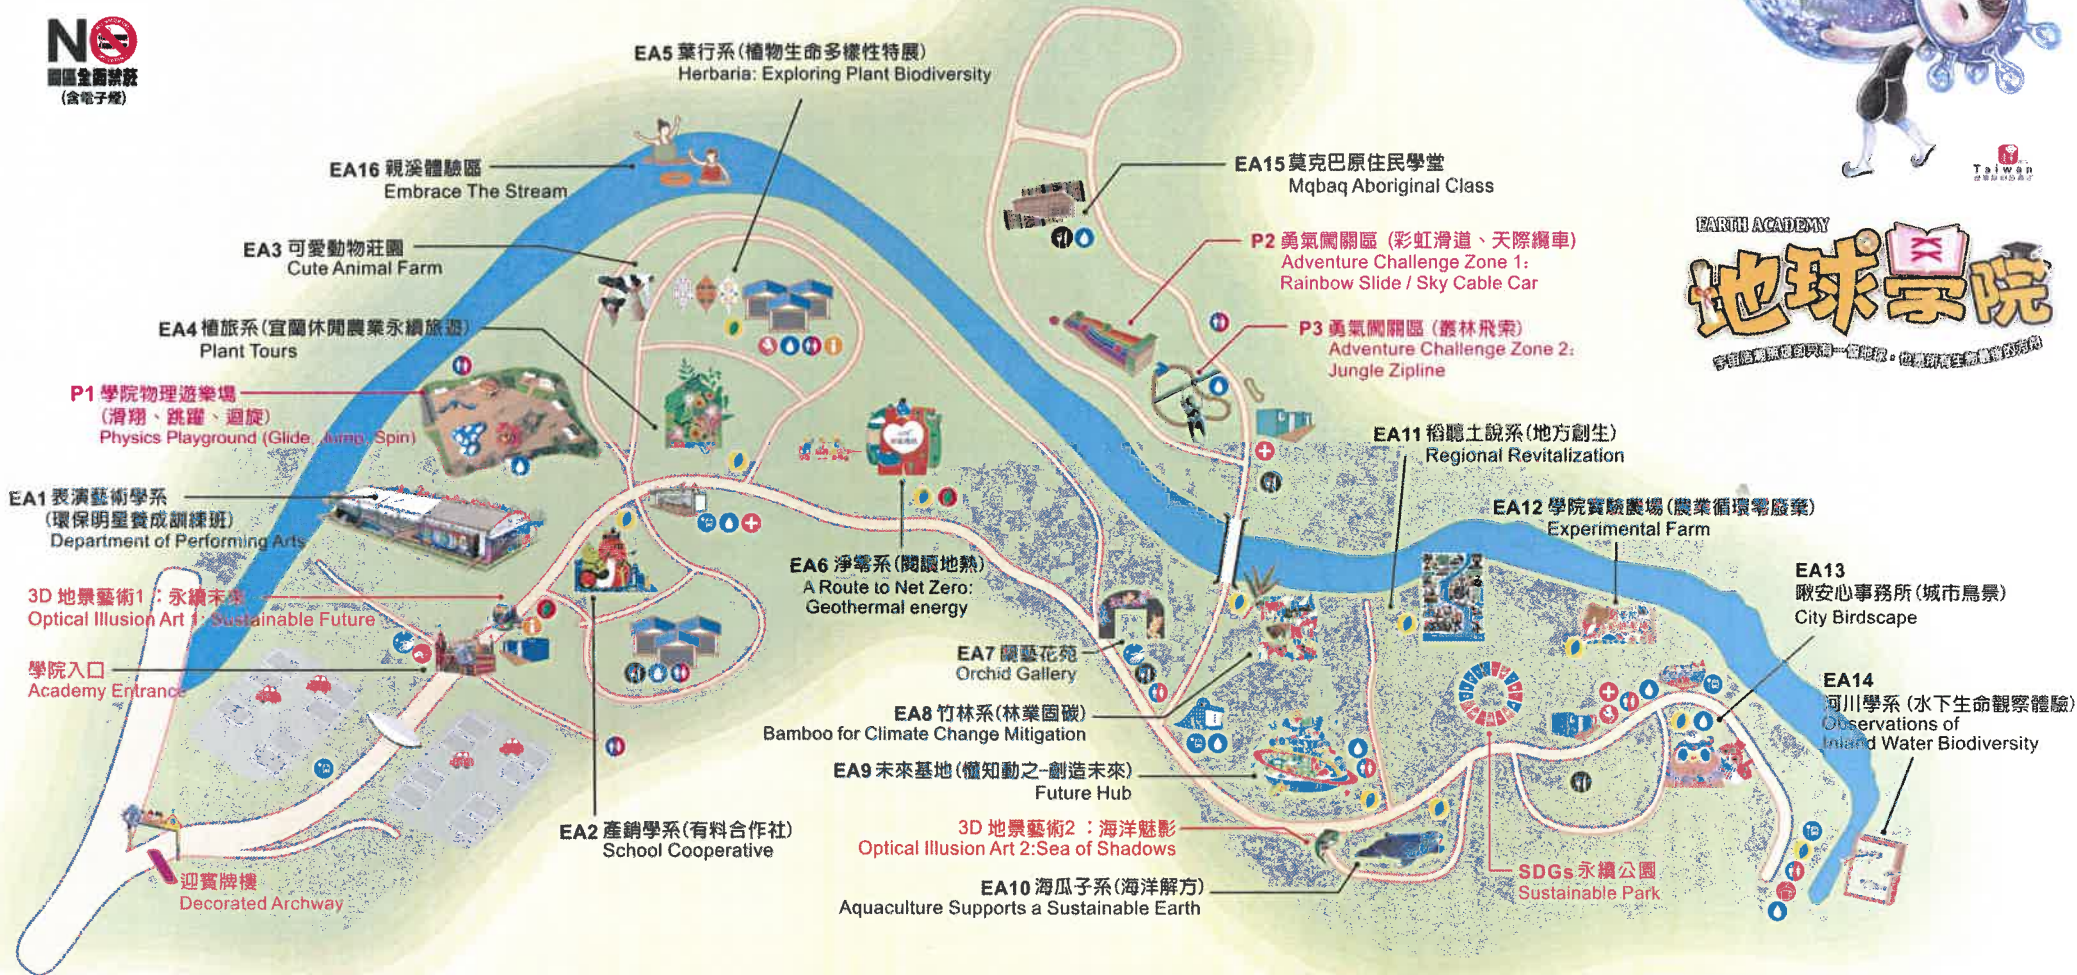 NO
園區全面禁菸
(含電子煙)
EA5 葉行系(植物生命多樣性特展)
Herbaria: Exploring Plant Biodiversity
EA16 親溪體驗區
Embrace The Stream
EA3 可愛動物莊園
Cute Animal Farm
EA4 植旅系(宜蘭休閒農業永續旅遊)
Plant Tours
P1 學院物理遊樂場
(滑翔、跳躍、迴旋)
Physics Playground (Glide, Jump, Spin)
EA1 表演藝術學系
(環保明星養成訓練班)
Department of Performing Arts
3D 地景藝術1：永續未來
Optical Illusion Art 1: Sustainable Future
學院入口
Academy Entrance
迎賓牌樓
Decorated Archway
EA2 產銷學系(有料合作社)
School Cooperative
EA6 淨零系(閱讀地熱)
A Route to Net Zero:
Geothermal energy
EA7 蘭藝花苑
Orchid Gallery
EA8 竹林系(林業固碳)
Bamboo for Climate Change Mitigation
EA9 未來基地(懂知動之-創造未來)
Future Hub
3D 地景藝術2：海洋魅影
Optical Illusion Art 2:Sea of Shadows
EA10 海瓜子系(海洋解方)
Aquaculture Supports a Sustainable Earth
EA15莫克巴原住民學堂
Mqbaq Aboriginal Class
P2 勇氣闖關區 (彩虹滑道、天際纜車)
Adventure Challenge Zone 1:
Rainbow Slide / Sky Cable Car
P3 勇氣闖關區 (叢林飛索)
Adventure Challenge Zone 2:
Jungle Zipline
EA11 稻聽土說系(地方創生)
Regional Revitalization
EA12 學院實驗農場(農業循環零廢棄)
Experimental Farm
EA13
啾安心事務所(城市鳥景)
City Birdscape
EA14
河川學系 (水下生命觀察體驗)
Observations of
Inland Water Biodiversity
SDGs 永續公園
Sustainable Park
Taiwan
EARTH ACADEMY
地球學院